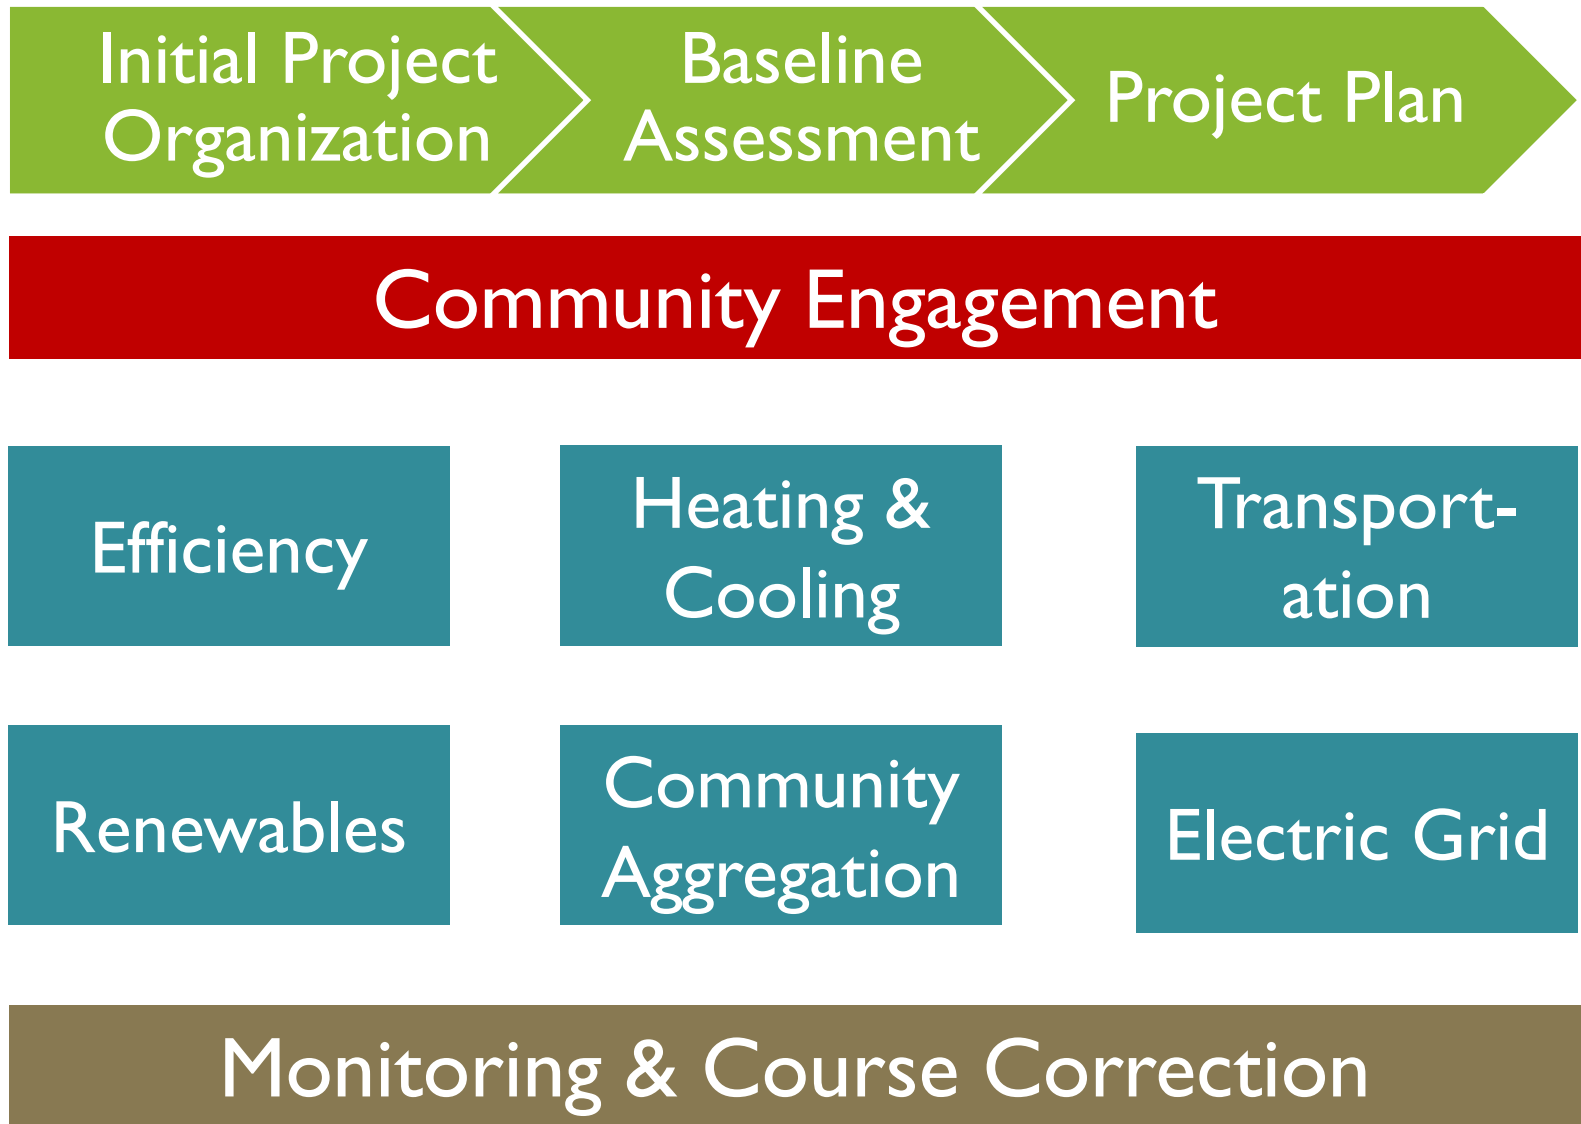 Initial Project
Organization
Baseline
Assessment
Project Plan
Community Engagement
Efficiency
Heating &
Cooling
Transport-
ation
Renewables
Community
Aggregation
Electric Grid
Monitoring & Course Correction